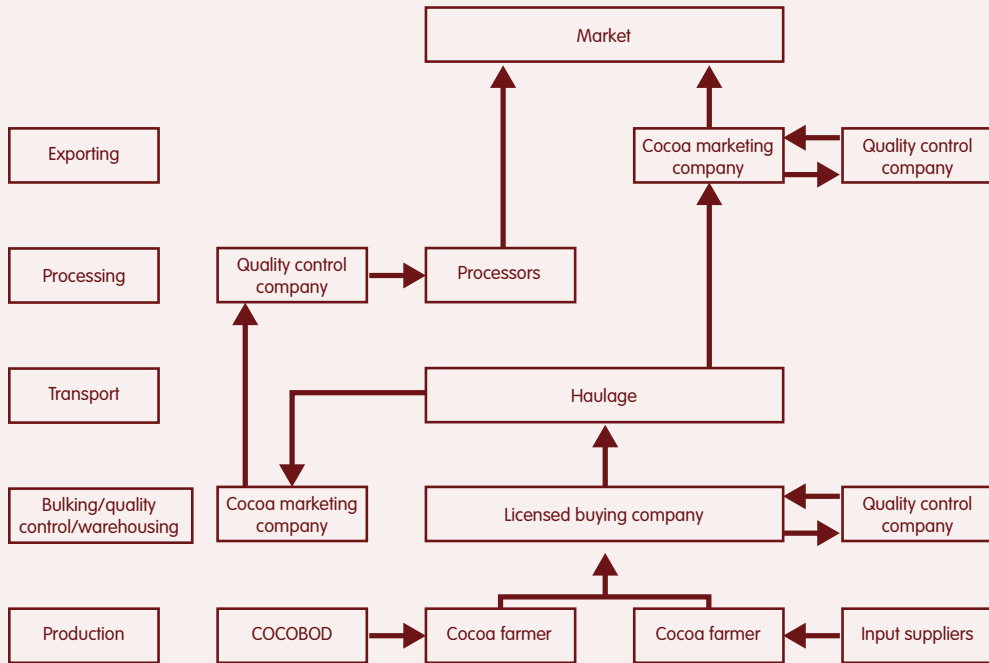 Market
Exporting
Cocoa marketing
company
Quality control
company
Processing
Quality control
company
Processors
Transport
Haulage
Bulking/quality
control/warehousing
Cocoa marketing
company
Licensed buying company
Quality control
company
Production
COCOBOD
Cocoa farmer
Cocoa farmer
Input suppliers